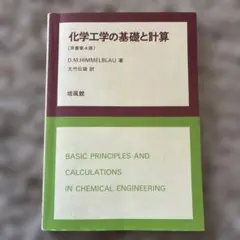 化学工学の基礎と計算
〔原著第4版〕
D.M.HIMMELBLAU 著
大竹伝雄 訳
培風館
BASIC PRINCIPLES AND
CALCULATIONS
IN CHEMICAL ENGINEERING